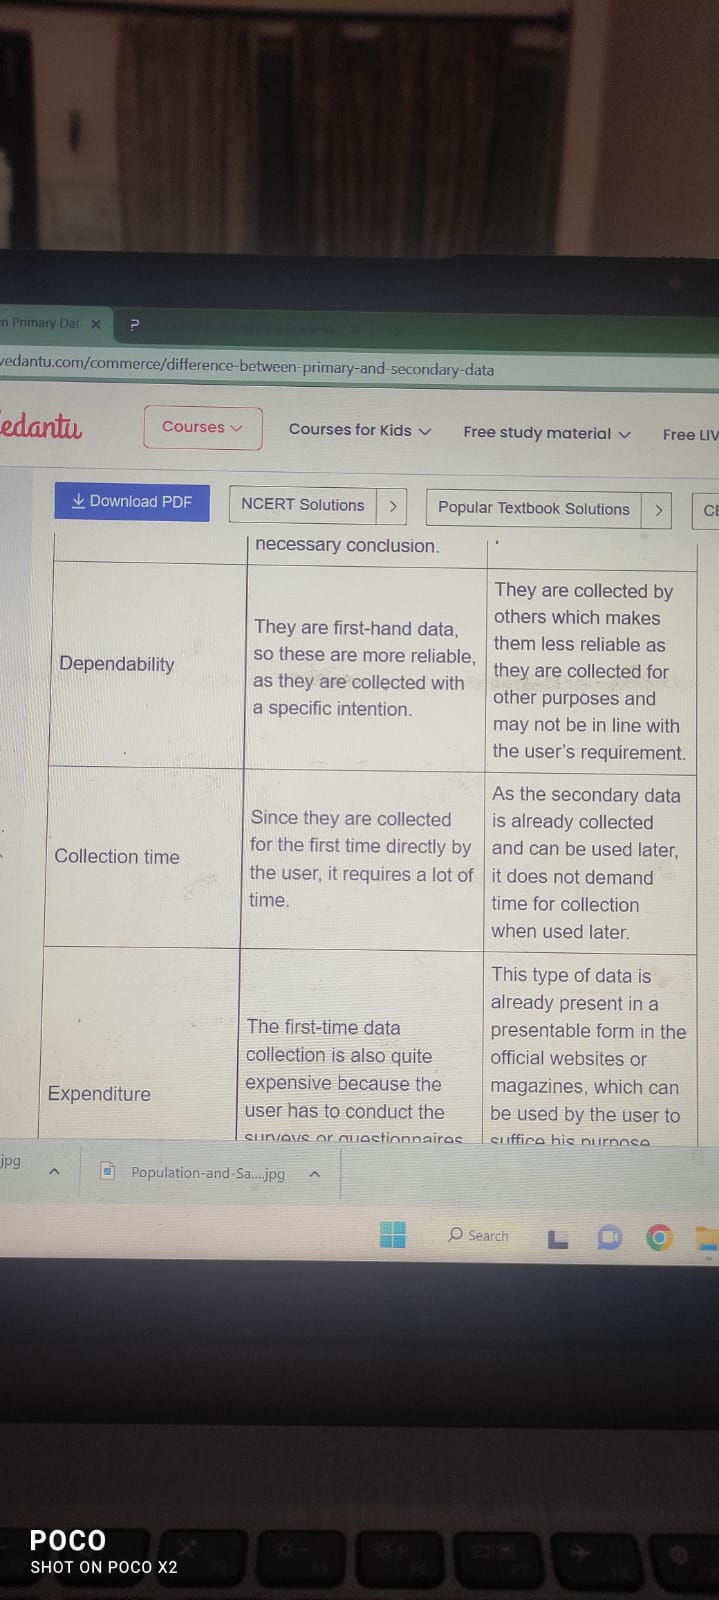 n Primary Dat ×
vedantu.com/commerce/difference-between-primary-and-secondary-data
edantu
Courses
Courses for Kids
Free study material
Free LIV
Download PDF
NCERT Solutions
Popular Textbook Solutions
necessary conclusion.
Dependability
They are first-hand data,
so these are more reliable,
as they are collected with
a specific intention.
They are collected by
others which makes
them less reliable as
they are collected for
other purposes and
may not be in line with
the user's requirement.
Collection time
Since they are collected
for the first time directly by
the user, it requires a lot of
time.
As the secondary data
is already collected
and can be used later,
it does not demand
time for collection
when used later.
Expenditure
The first-time data
collection is also quite
expensive because the
user has to conduct the
surveys or questionnaires
This type of data is
already present in a
presentable form in the
official websites or
magazines, which can
be used by the user to
suffice his purpose
jpg
Population-and-Sa....jpg
Search
POCO
SHOT ON POCO X2